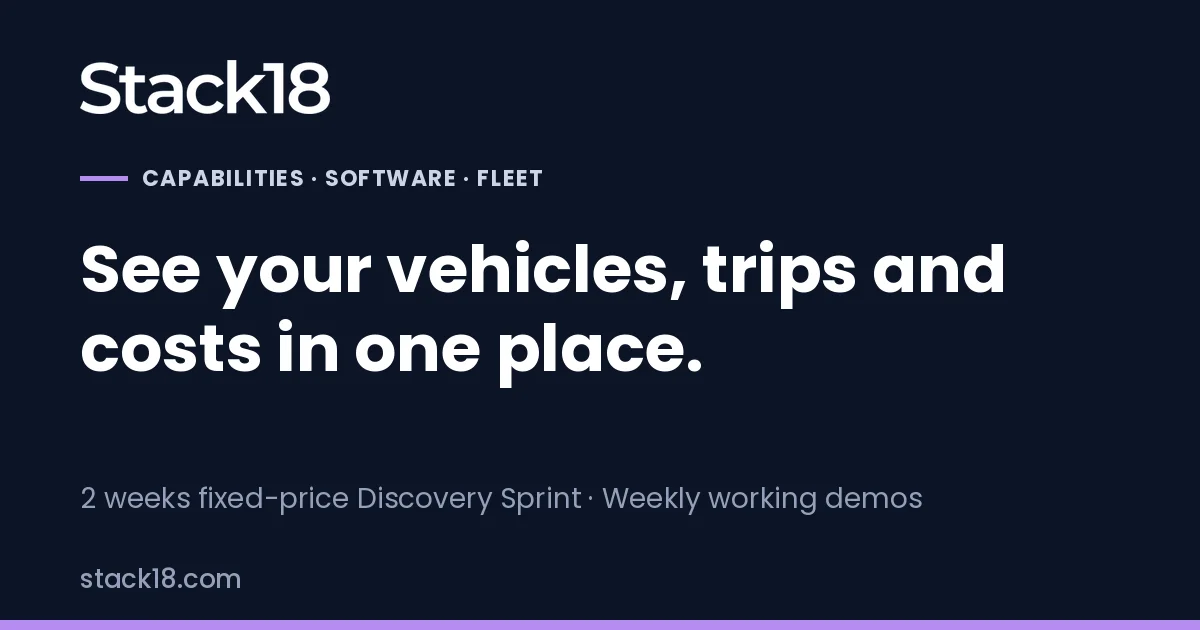 Stack18
CAPABILITIES · SOFTWARE · FLEET
See your vehicles, trips and
costs in one place.
2 weeks fixed-price Discovery Sprint · Weekly working demos
stack18.com